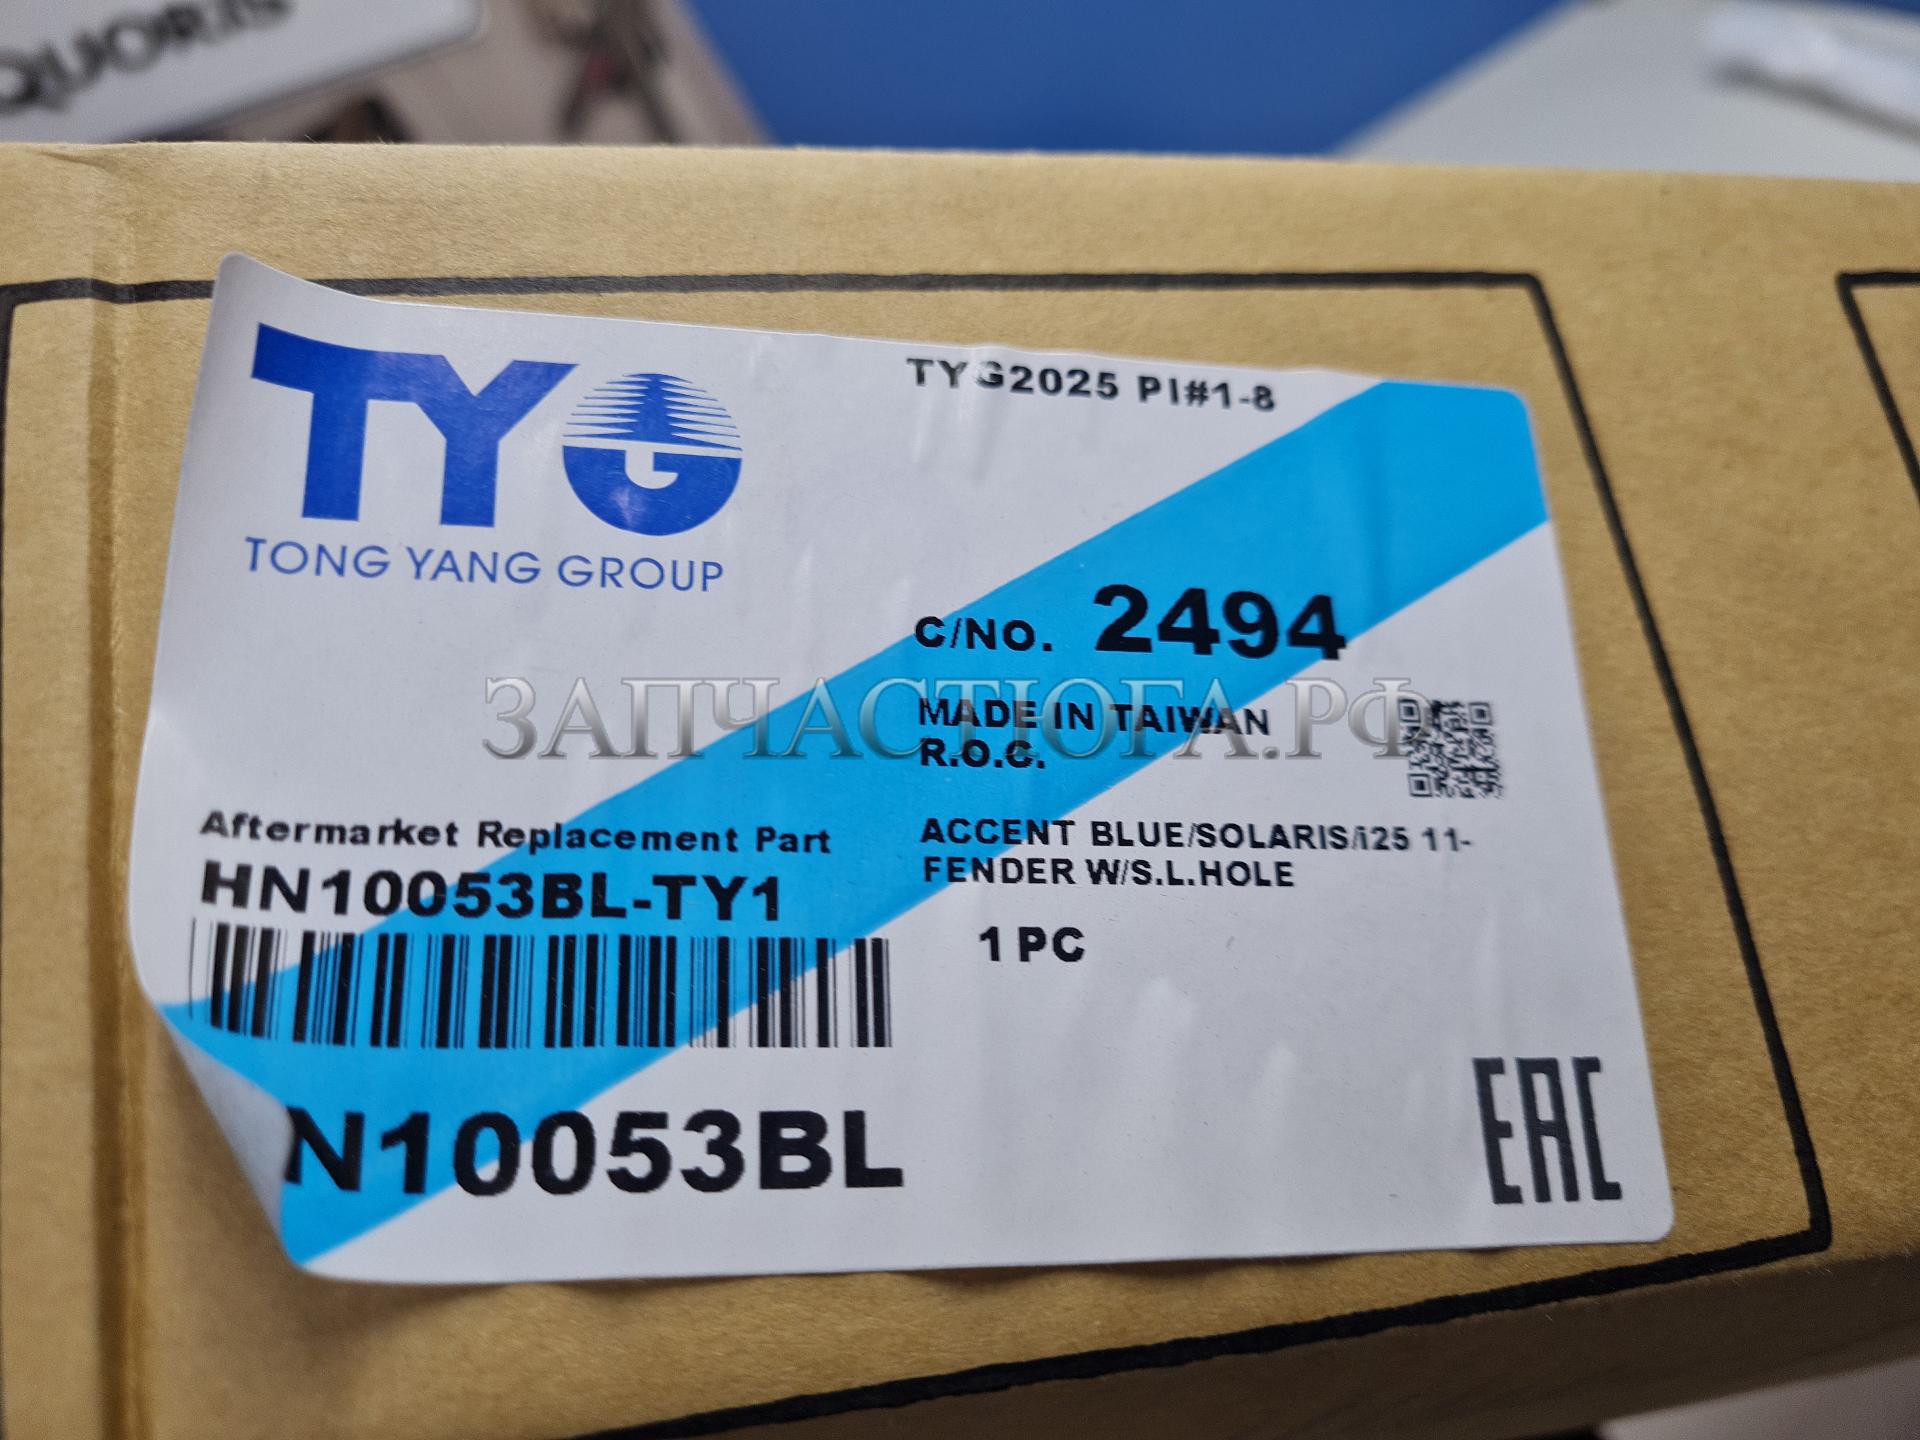 QUORIS
TYG
TYG2025 PI#1-8
TONG YANG GROUP
C/NO. 2494
ЗАПЧАСТЮГА.РФ
MADE IN TAIWAN
R.O.C.
Aftermarket Replacement Part
HN10053BL-TY1
ACCENT BLUE/SOLARIS/i25 11-
FENDER W/S.L.HOLE
1 PC
N10053BL
EAC